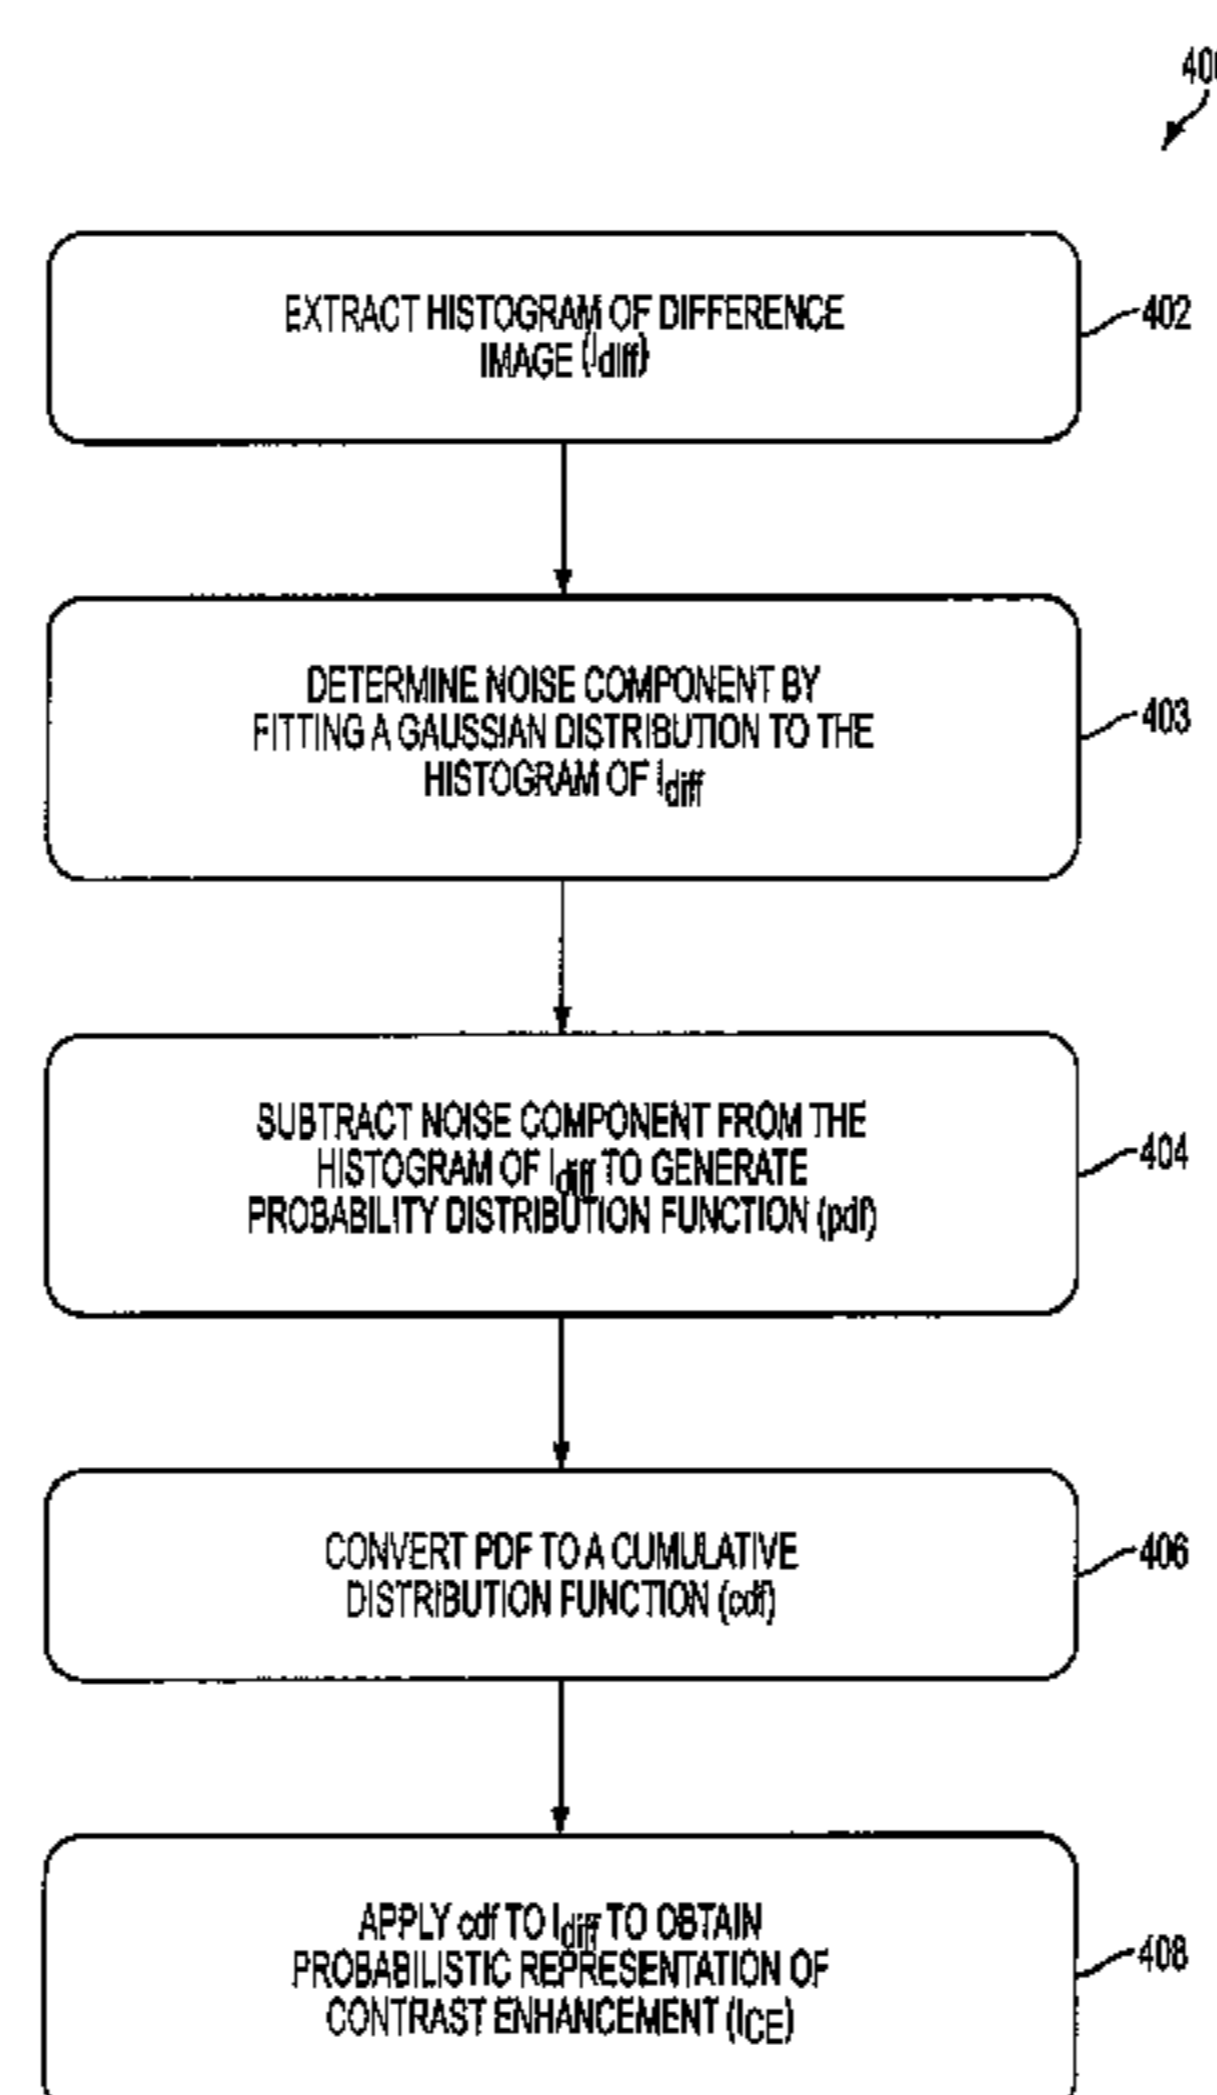 EXTRACT HISTOGRAM OF DIFFERENCE
IMAGE (Idiff)
402
DETERMINE NOISE COMPONENT BY
FITTING A GAUSSIAN DISTRIBUTION TO THE
HISTOGRAM OF Idiff
403
SUBTRACT NOISE COMPONENT FROM THE
HISTOGRAM OF Idiff TO GENERATE
PROBABILITY DISTRIBUTION FUNCTION (pdf)
404
CONVERT PDF TO A CUMULATIVE
DISTRIBUTION FUNCTION (cdf)
406
APPLY cdf TO Idiff TO OBTAIN
PROBABILISTIC REPRESENTATION OF
CONTRAST ENHANCEMENT (ICE)
408